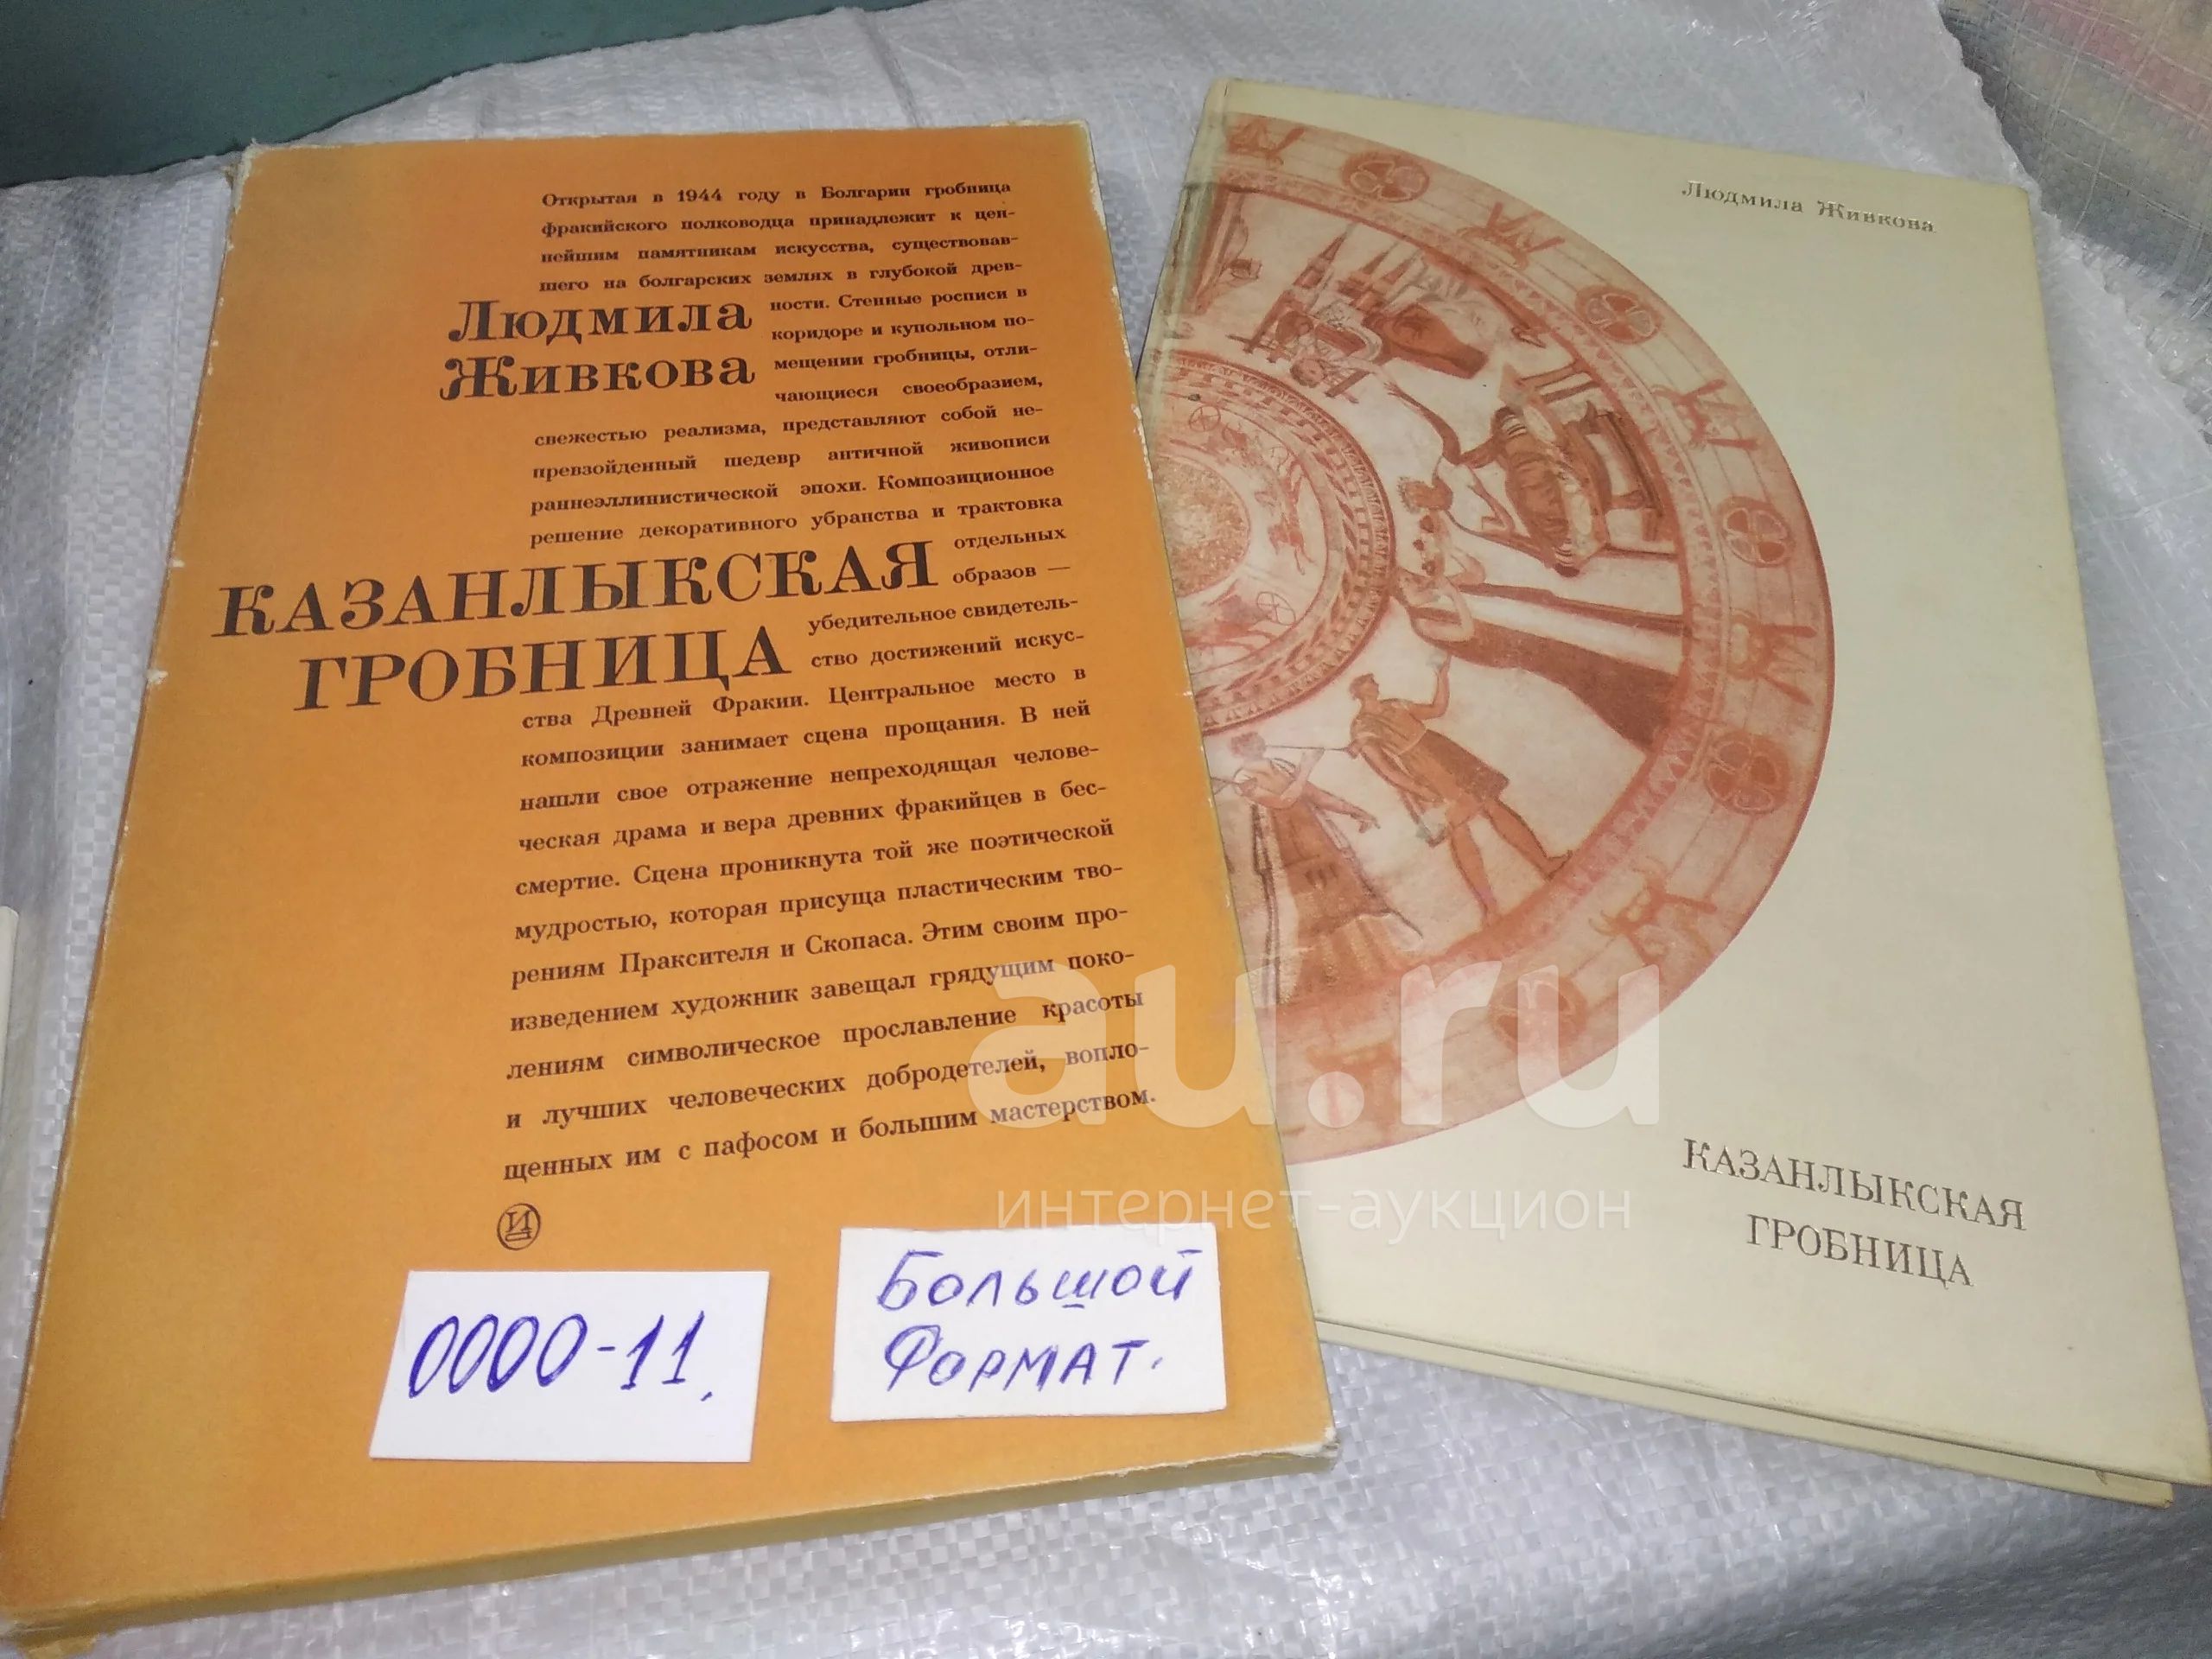 Открытая в 1944 году в Болгарии гробница
фракийского полководца принадлежит к цен-
нейшим памятникам искусства, существовав-
шего на болгарских землях в глубокой древ-
Людмила
Живкова
ности. Стенные росписи в
коридоре и купольном по-
мещении гробницы, отли-
чающиеся своеобразием,
свежестью реализма, представляют собой не-
превзойденный шедевр античной живописи
раннеэллинистической эпохи. Композиционное
решение декоративного убранства и трактовка
КАЗАНЛЫКСКАЯ
ГРОБНИЦА
отдельных
образов —
убедительное свидетель-
ство достижений искус-
ства Древней Фракии. Центральное место в
композиции занимает сцена прощания. В ней
нашли свое отражение непреходящая челове-
ческая драма и вера древних фракийцев в бес-
смертие. Сцена проникнута той же поэтической
мудростью, которая присуща пластическим тво-
рениям Праксителя и Скопаса. Этим своим про-
изведением художник завещал грядущим поко-
лениям символическое прославление красоты
и лучших человеческих добродетелей, вопло-
щенных им с пафосом и большим мастерством.
И
0000-11.
БОЛЬШОЙ
ФОРМАТ.
Людмила Живкова
КАЗАНЛЫКСКАЯ
ГРОБНИЦА
au.ru
интернет-аукцион